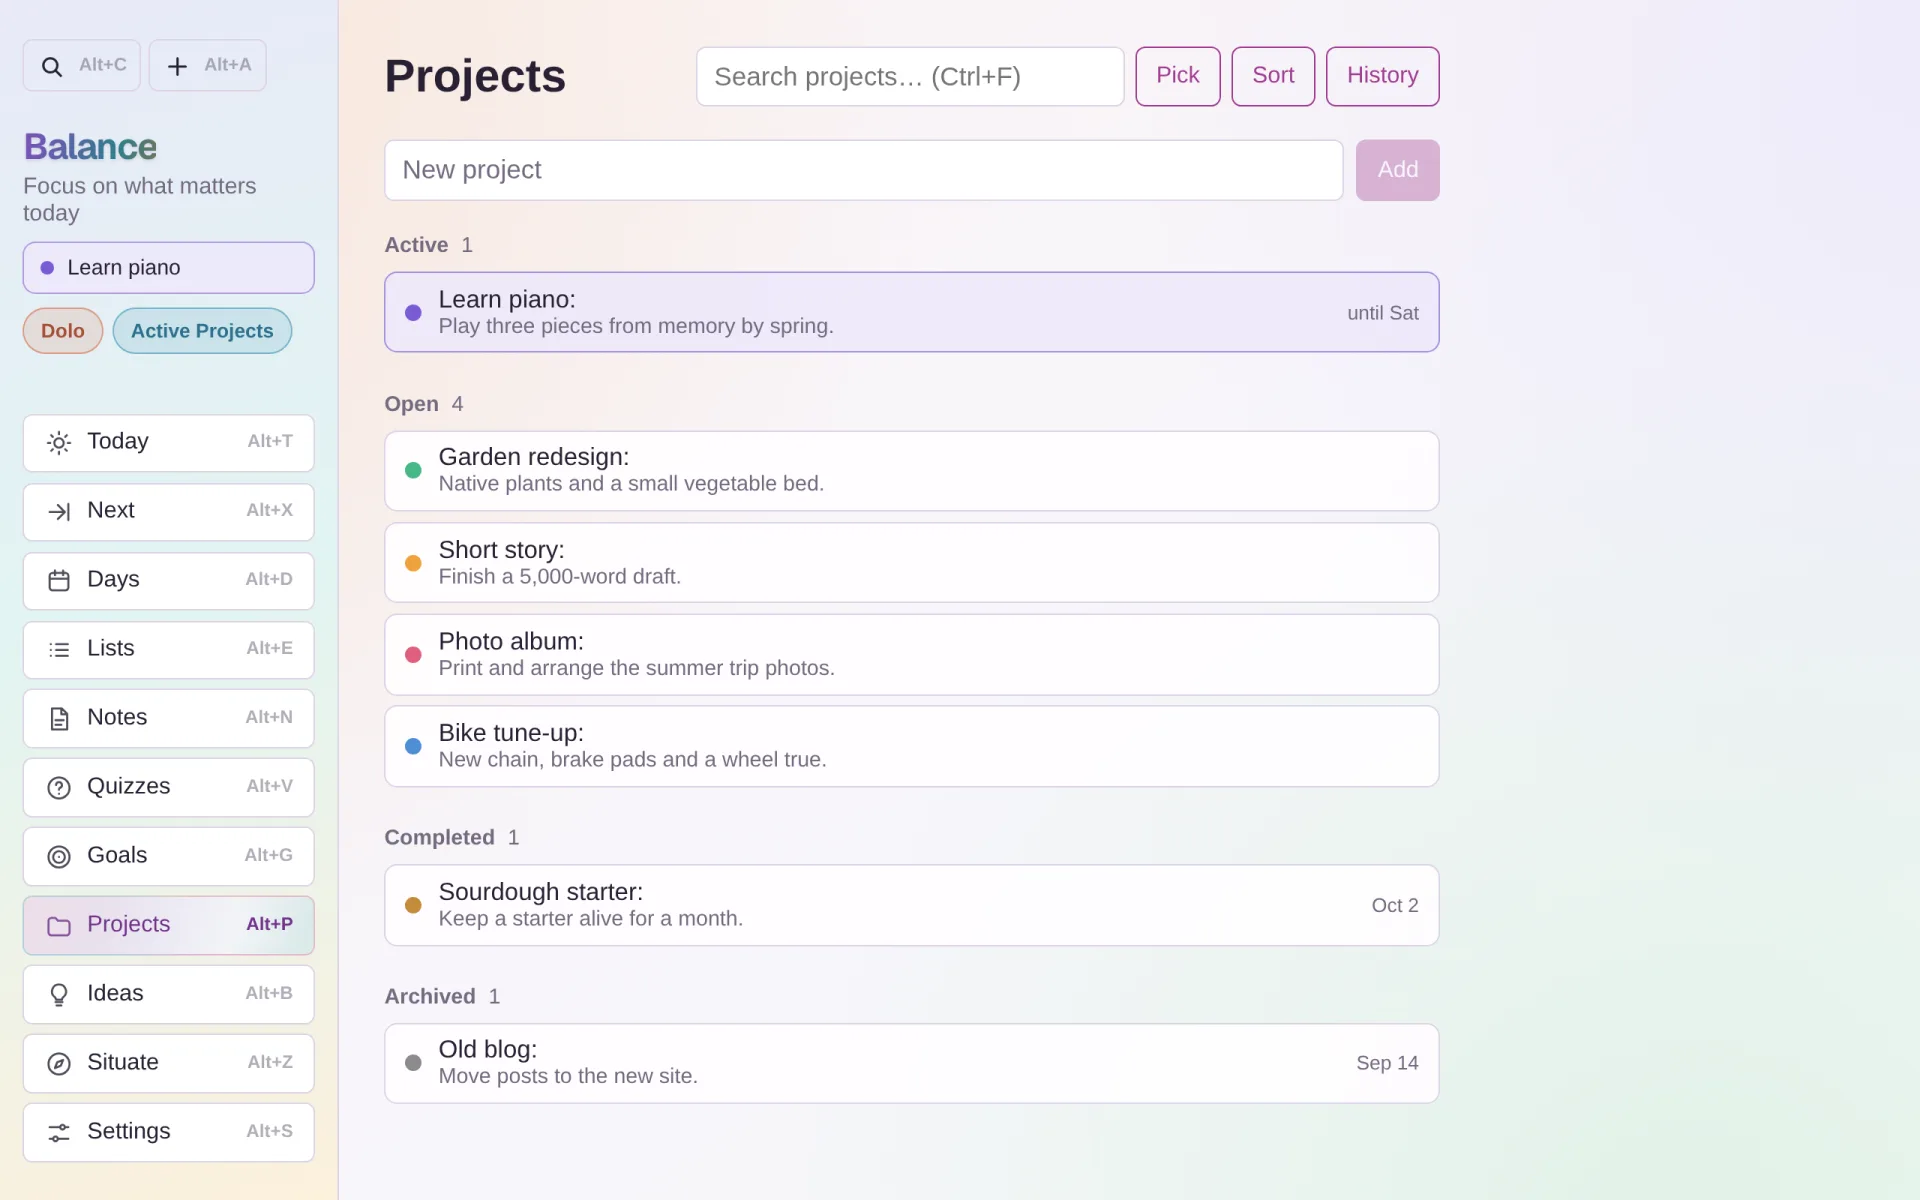 Alt+C
Alt+A
Balance
Focus on what matters
today
Learn piano
Dolo
Active Projects
Today Alt+T
Next Alt+X
Days Alt+D
Lists Alt+E
Notes Alt+N
Quizzes Alt+V
Goals Alt+G
Projects Alt+P
Ideas Alt+B
Situate Alt+Z
Settings Alt+S
Projects
Search projects… (Ctrl+F)
Pick
Sort
History
New project
Add
Active 1
Learn piano:
Play three pieces from memory by spring.
until Sat
Open 4
Garden redesign:
Native plants and a small vegetable bed.
Short story:
Finish a 5,000-word draft.
Photo album:
Print and arrange the summer trip photos.
Bike tune-up:
New chain, brake pads and a wheel true.
Completed 1
Sourdough starter:
Keep a starter alive for a month.
Oct 2
Archived 1
Old blog:
Move posts to the new site.
Sep 14